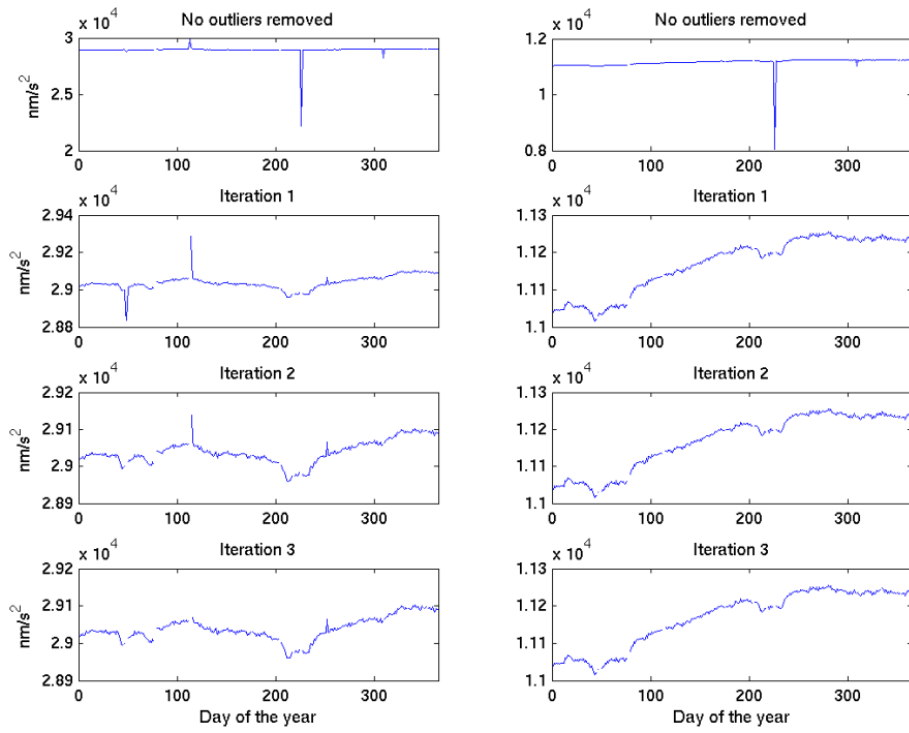 No outliers removed
x 10^4
nm/s^2
3
2.5
2
0 100 200 300
No outliers removed
x 10^4
1.2
1
0.8
0 100 200 300
Iteration 1
x 10^4
nm/s^2
2.94
2.92
2.9
2.88
0 100 200 300
Iteration 1
x 10^4
1.13
1.12
1.11
1.1
0 100 200 300
Iteration 2
x 10^4
nm/s^2
2.92
2.91
2.9
2.89
0 100 200 300
Iteration 2
x 10^4
1.13
1.12
1.11
1.1
0 100 200 300
Iteration 3
x 10^4
nm/s^2
2.92
2.91
2.9
2.89
0 100 200 300
Day of the year
Iteration 3
x 10^4
1.13
1.12
1.11
1.1
0 100 200 300
Day of the year